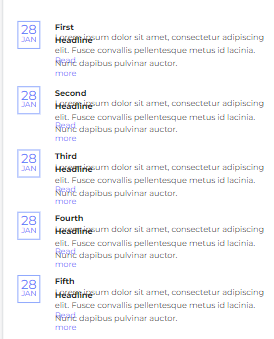 28
JAN
First
Headline
Lorem ipsum dolor sit amet, consectetur adipiscing
elit. Fusce convallis pellentesque metus id lacinia.
Nunc dapibus pulvinar auctor.
Read
more
28
JAN
Second
Headline
Lorem ipsum dolor sit amet, consectetur adipiscing
elit. Fusce convallis pellentesque metus id lacinia.
Nunc dapibus pulvinar auctor.
Read
more
28
JAN
Third
Headline
Lorem ipsum dolor sit amet, consectetur adipiscing
elit. Fusce convallis pellentesque metus id lacinia.
Nunc dapibus pulvinar auctor.
Read
more
28
JAN
Fourth
Headline
Lorem ipsum dolor sit amet, consectetur adipiscing
elit. Fusce convallis pellentesque metus id lacinia.
Nunc dapibus pulvinar auctor.
Read
more
28
JAN
Fifth
Headline
Lorem ipsum dolor sit amet, consectetur adipiscing
elit. Fusce convallis pellentesque metus id lacinia.
Nunc dapibus pulvinar auctor.
Read
more